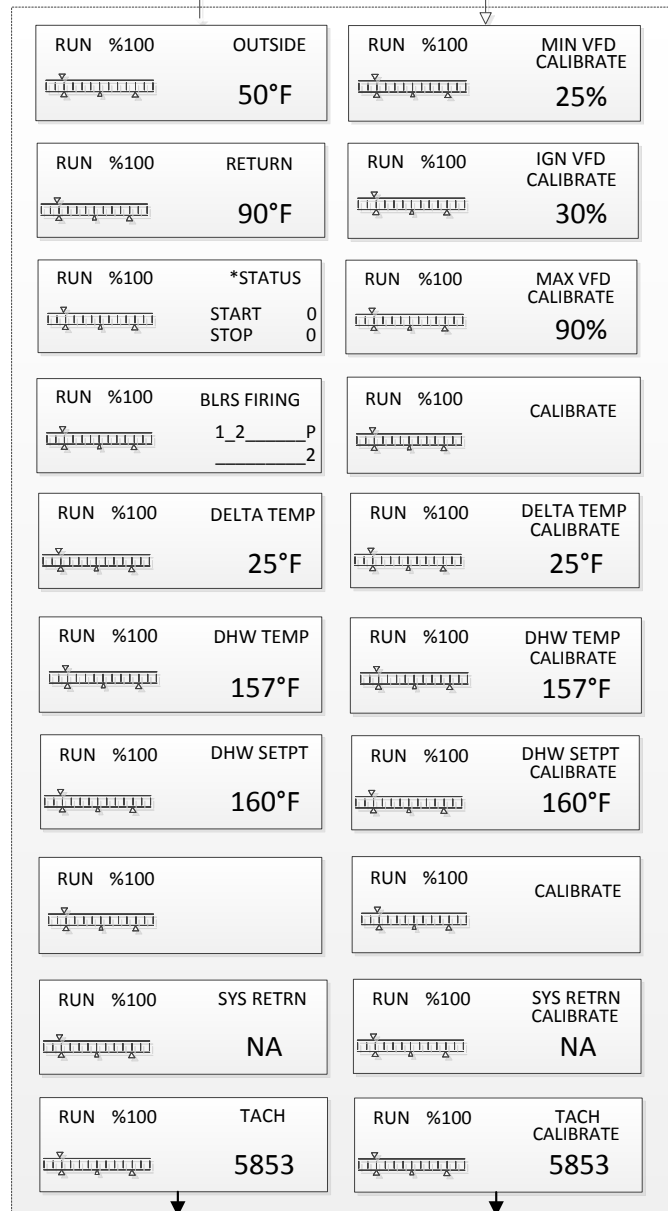 RUN %100 OUTSIDE
50°F
RUN %100 MIN VFD
CALIBRATE
25%
RUN %100 RETURN
90°F
RUN %100 IGN VFD
CALIBRATE
30%
RUN %100 *STATUS
START 0
STOP 0
RUN %100 MAX VFD
CALIBRATE
90%
RUN %100 BLRS FIRING
1_2______P
__________2
RUN %100 CALIBRATE
RUN %100 DELTA TEMP
25°F
RUN %100 DELTA TEMP
CALIBRATE
25°F
RUN %100 DHW TEMP
157°F
RUN %100 DHW TEMP
CALIBRATE
157°F
RUN %100 DHW SETPT
160°F
RUN %100 DHW SETPT
CALIBRATE
160°F
RUN %100
RUN %100 CALIBRATE
RUN %100 SYS RETRN
NA
RUN %100 SYS RETRN
CALIBRATE
NA
RUN %100 TACH
5853
RUN %100 TACH
CALIBRATE
5853